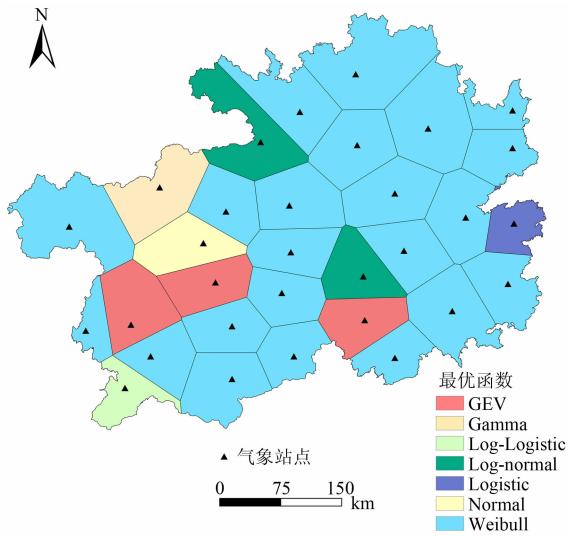 N
最优函数
GEV
Gamma
Log-Logistic
Log-normal
Logistic
Normal
Weibull
气象站点
0 75 150
km